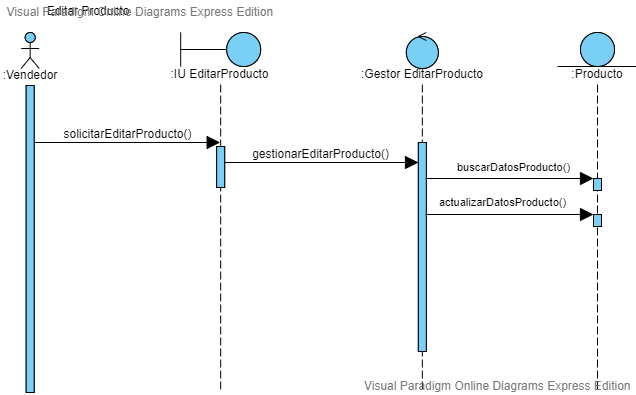 Visual Paradigm Online Diagrams Express Edition
Editar Producto
:Vendedor
:IU EditarProducto
:Gestor EditarProducto
:Producto
solicitarEditarProducto()
gestionarEditarProducto()
buscarDatosProducto()
actualizarDatosProducto()
Visual Paradigm Online Diagrams Express Edition